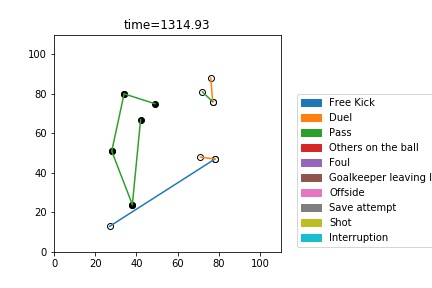 time=1314.93
100
80
60
40
20
0
0 20 40 60 80 100
Free Kick
Duel
Pass
Others on the ball
Foul
Goalkeeper leaving l
Offside
Save attempt
Shot
Interruption